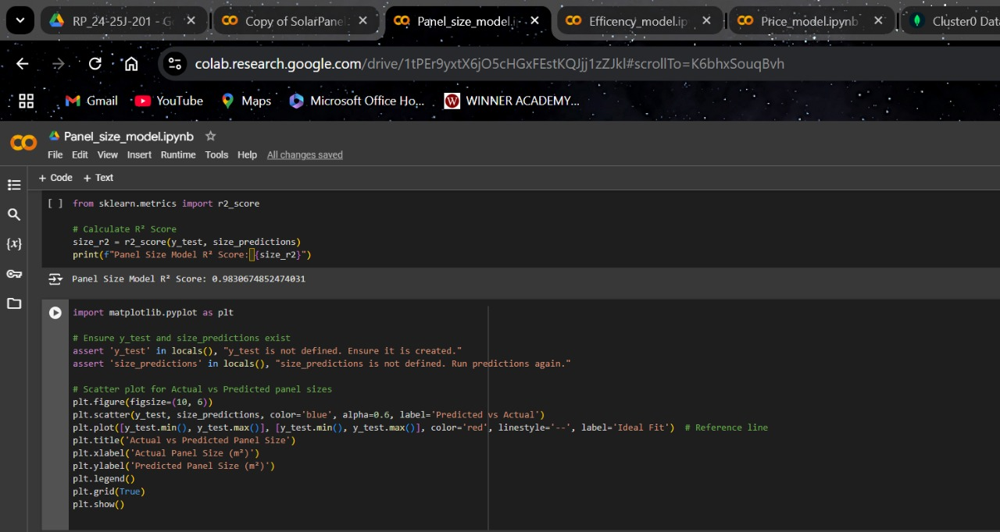 RP_24-25J-201 - G
Copy of SolarPane
Panel_size_model.i
Efficency_model.ip
Price_model.ipynb
Cluster0 Data
colab.research.google.com/drive/1tPEr9yxtX6jO5cHGxFEstKQJjj1zZJkl#scrollTo=K6bhxSouqBvh
Gmail YouTube Maps Microsoft Office Ho... WINNER ACADEMY...
Panel_size_model.ipynb
File Edit View Insert Runtime Tools Help All changes saved
+ Code + Text
[ ] from sklearn.metrics import r2_score
# Calculate R² Score
size_r2 = r2_score(y_test, size_predictions)
print(f"Panel Size Model R² Score: {size_r2}")
{x}
Panel Size Model R² Score: 0.9830674852474031
import matplotlib.pyplot as plt
# Ensure y_test and size_predictions exist
assert 'y_test' in locals(), "y_test is not defined. Ensure it is created."
assert 'size_predictions' in locals(), "size_predictions is not defined. Run predictions again."
# Scatter plot for Actual vs Predicted panel sizes
plt.figure(figsize=(10, 6))
plt.scatter(y_test, size_predictions, color='blue', alpha=0.6, label='Predicted vs Actual')
plt.plot([y_test.min(), y_test.max()], [y_test.min(), y_test.max()], color='red', linestyle='--', label='Ideal Fit')  # Reference line
plt.title('Actual vs Predicted Panel Size')
plt.xlabel('Actual Panel Size (m²)')
plt.ylabel('Predicted Panel Size (m²)')
plt.legend()
plt.grid(True)
plt.show()